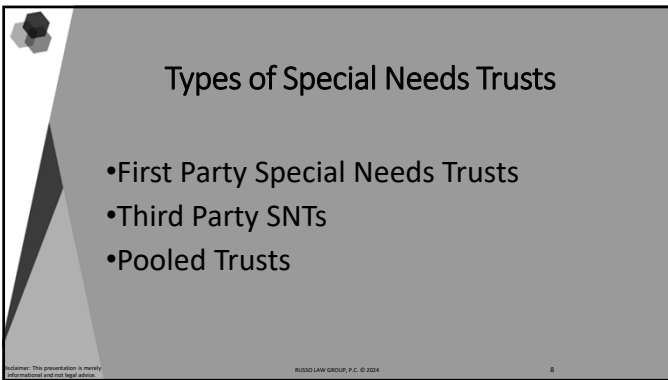 Types of Special Needs Trusts
•First Party Special Needs Trusts
•Third Party SNTs
•Pooled Trusts
isclaimer: This presentation is merely
informational and not legal advice.
RUSSO LAW GROUP, P.C. © 2024
8